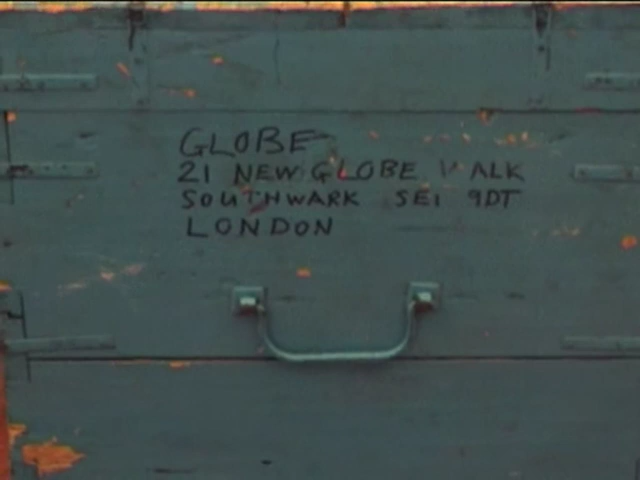 GLOBE
21 NEW GLOBE WALK
SOUTHWARK SE1 9DT
LONDON